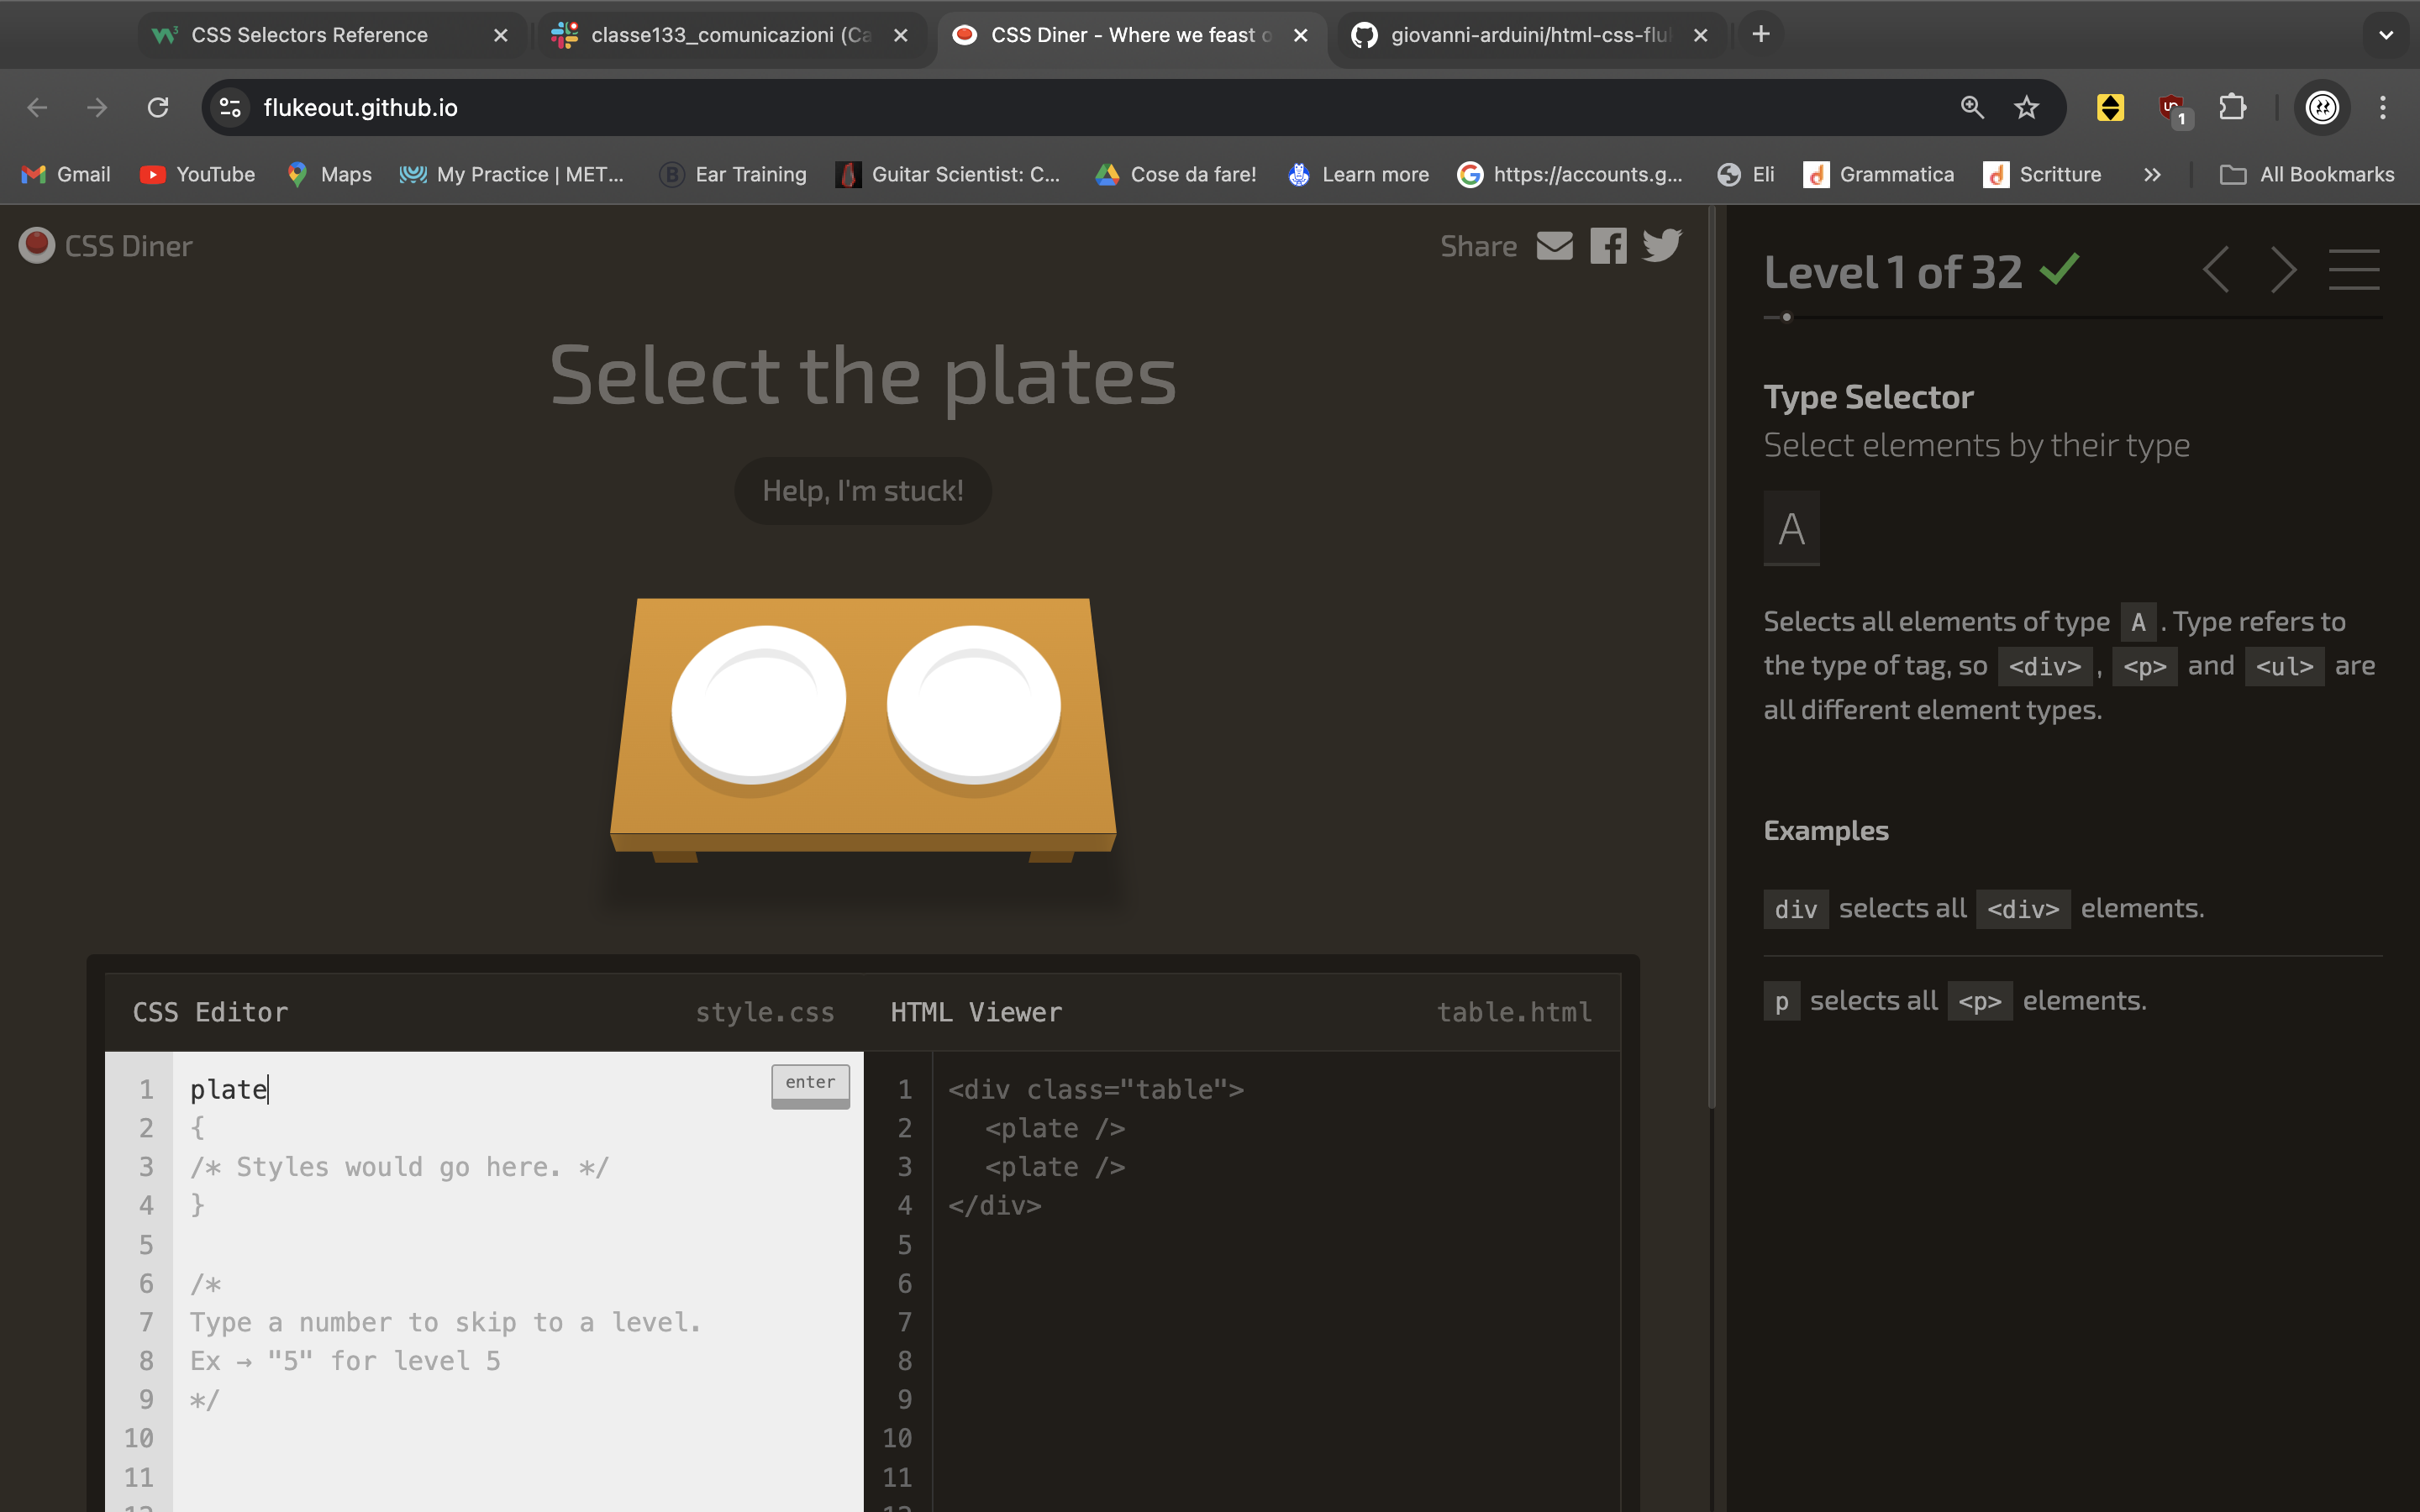 CSS Selectors Reference
classe133_comunicazioni (Ca
CSS Diner - Where we feast o
giovanni-arduini/html-css-flu
flukeout.github.io
1
Gmail
YouTube
Maps
My Practice | MET...
B
Ear Training
Guitar Scientist: C...
Cose da fare!
Learn more
https://accounts.g...
Eli
Grammatica
Scritture
All Bookmarks
CSS Diner
Share
Select the plates
Help, I'm stuck!
CSS Editor
style.css
1 plate
enter
2 {
3 /* Styles would go here. */
4 }
5
6 /*
7 Type a number to skip to a level.
8 Ex → "5" for level 5
9 */
10
11
HTML Viewer
table.html
1 <div class="table">
2 <plate />
3 <plate />
4 </div>
5
6
7
8
9
10
11
Level 1 of 32
Type Selector
Select elements by their type
A
Selects all elements of type A . Type refers to
the type of tag, so <div> , <p> and <ul> are
all different element types.
Examples
div selects all <div> elements.
p selects all <p> elements.